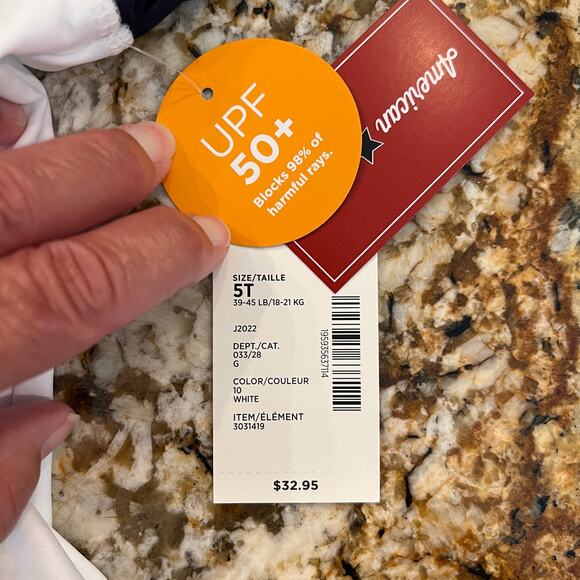 UPF
50+
Blocks 98% of
harmful rays.
American
SIZE/TAILLE
5T
39-45 LB/18-21 KG
J2022
DEPT./CAT.
033/28
G
COLOR/COULEUR
10
WHITE
ITEM/ÉLÉMENT
3031419
195935637114
$32.95